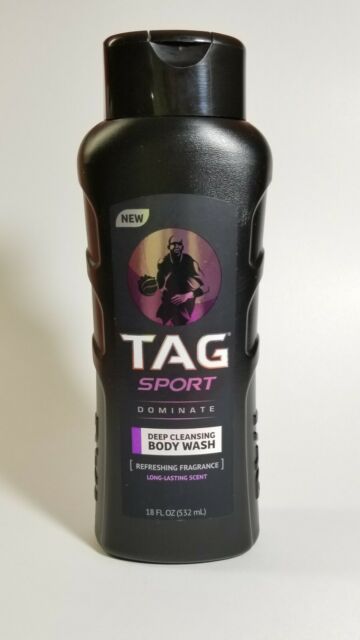 NEW
TAG
SPORT
DOMINATE
DEEP CLEANSING
BODY WASH
[ REFRESHING FRAGRANCE ]
LONG-LASTING SCENT
18 FL OZ (532 mL)